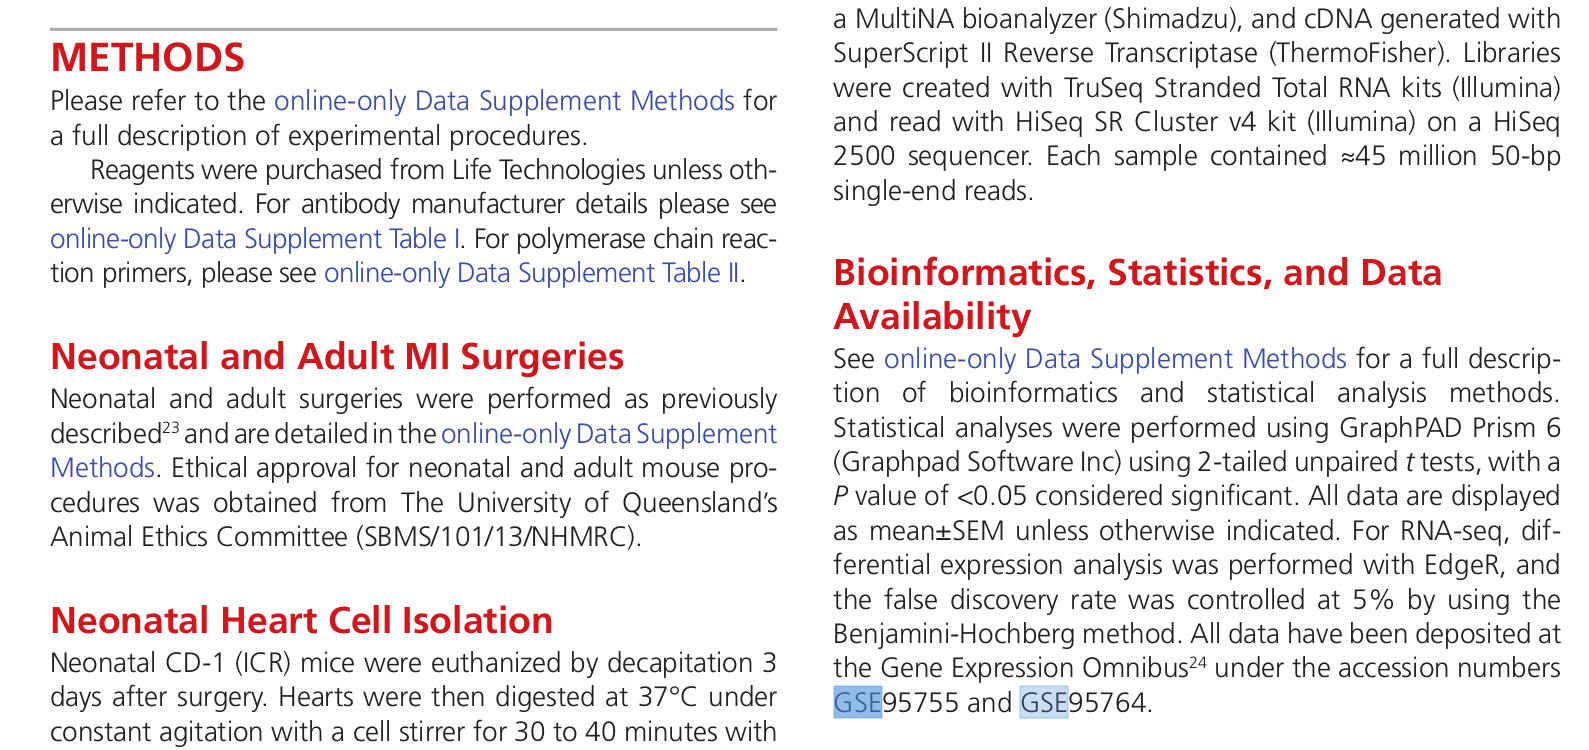 METHODS
Please refer to the online-only Data Supplement Methods for
a full description of experimental procedures.
Reagents were purchased from Life Technologies unless oth-
erwise indicated. For antibody manufacturer details please see
online-only Data Supplement Table I. For polymerase chain reac-
tion primers, please see online-only Data Supplement Table II.
Neonatal and Adult MI Surgeries
Neonatal and adult surgeries were performed as previously
described23 and are detailed in the online-only Data Supplement
Methods. Ethical approval for neonatal and adult mouse pro-
cedures was obtained from The University of Queensland's
Animal Ethics Committee (SBMS/101/13/NHMRC).
Neonatal Heart Cell Isolation
Neonatal CD-1 (ICR) mice were euthanized by decapitation 3
days after surgery. Hearts were then digested at 37°C under
constant agitation with a cell stirrer for 30 to 40 minutes with
a MultiNA bioanalyzer (Shimadzu), and cDNA generated with
SuperScript II Reverse Transcriptase (ThermoFisher). Libraries
were created with TruSeq Stranded Total RNA kits (Illumina)
and read with HiSeq SR Cluster v4 kit (Illumina) on a HiSeq
2500 sequencer. Each sample contained ≈45 million 50-bp
single-end reads.
Bioinformatics, Statistics, and Data
Availability
See online-only Data Supplement Methods for a full descrip-
tion of bioinformatics and statistical analysis methods.
Statistical analyses were performed using GraphPAD Prism 6
(Graphpad Software Inc) using 2-tailed unpaired t tests, with a
P value of <0.05 considered significant. All data are displayed
as mean±SEM unless otherwise indicated. For RNA-seq, dif-
ferential expression analysis was performed with EdgeR, and
the false discovery rate was controlled at 5% by using the
Benjamini-Hochberg method. All data have been deposited at
the Gene Expression Omnibus24 under the accession numbers
GSE95755 and GSE95764.